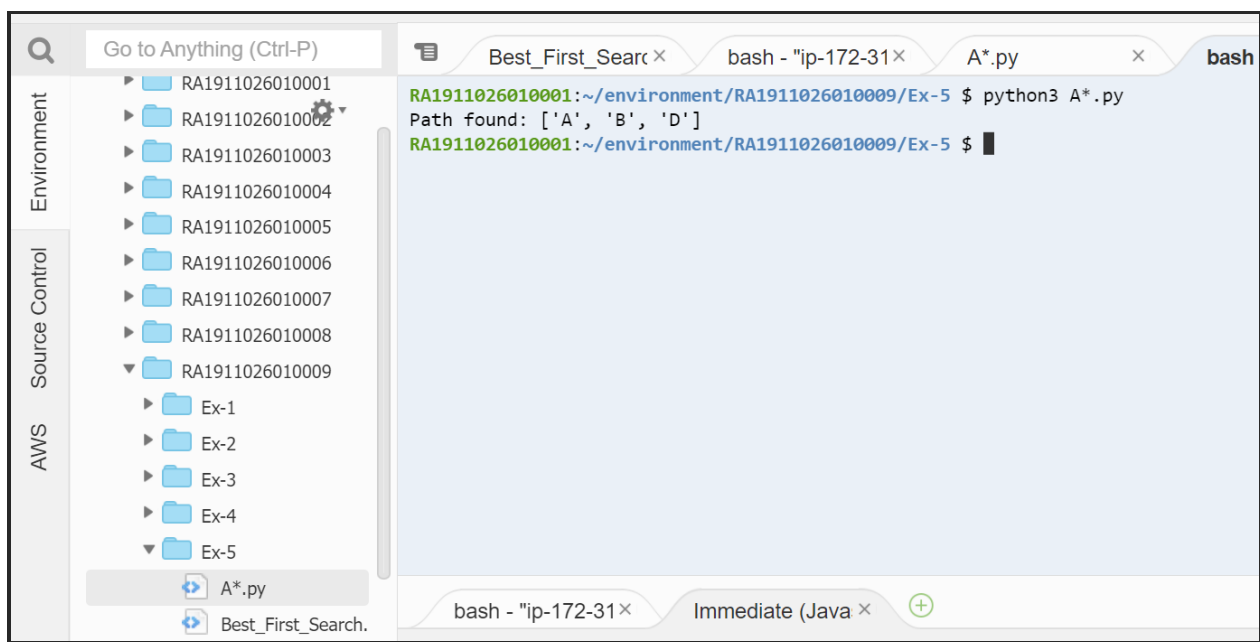 Go to Anything (Ctrl-P)
Environment
Source Control
AWS
RA1911026010001
RA1911026010002
RA1911026010003
RA1911026010004
RA1911026010005
RA1911026010006
RA1911026010007
RA1911026010008
RA1911026010009
Ex-1
Ex-2
Ex-3
Ex-4
Ex-5
A*.py
Best_First_Search.
Best_First_Searc bash - "ip-172-31 A*.py bash
RA1911026010001:~/environment/RA1911026010009/Ex-5 $ python3 A*.py
Path found: ['A', 'B', 'D']
RA1911026010001:~/environment/RA1911026010009/Ex-5 $
bash - "ip-172-31 Immediate (Java